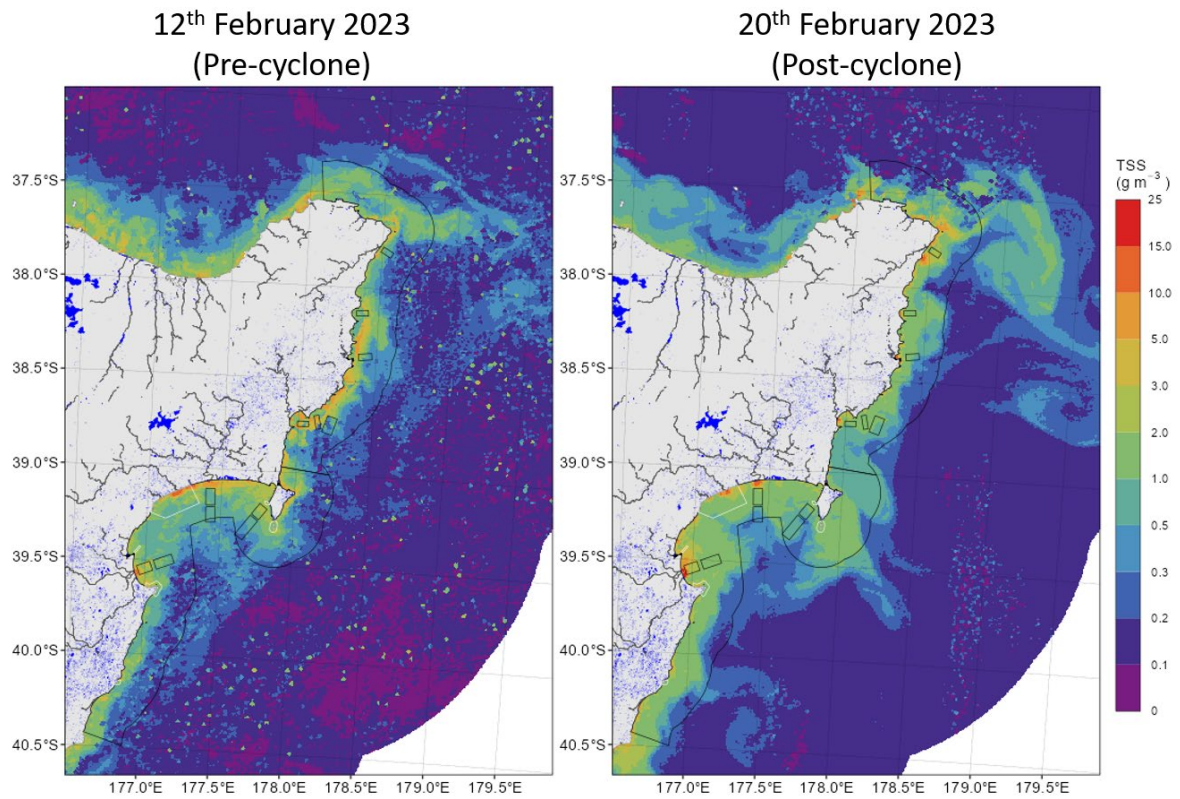 12th February 2023
(Pre-cyclone)
20th February 2023
(Post-cyclone)
37.5°S
38.0°S
38.5°S
39.0°S
39.5°S
40.0°S
40.5°S
177.0°E 177.5°E 178.0°E 178.5°E 179.0°E 179.5°E
37.5°S
38.0°S
38.5°S
39.0°S
39.5°S
40.0°S
40.5°S
177.0°E 177.5°E 178.0°E 178.5°E 179.0°E 179.5°E
TSS
(g m⁻³)
25
15.0
10.0
5.0
3.0
2.0
1.0
0.5
0.3
0.2
0.1
0